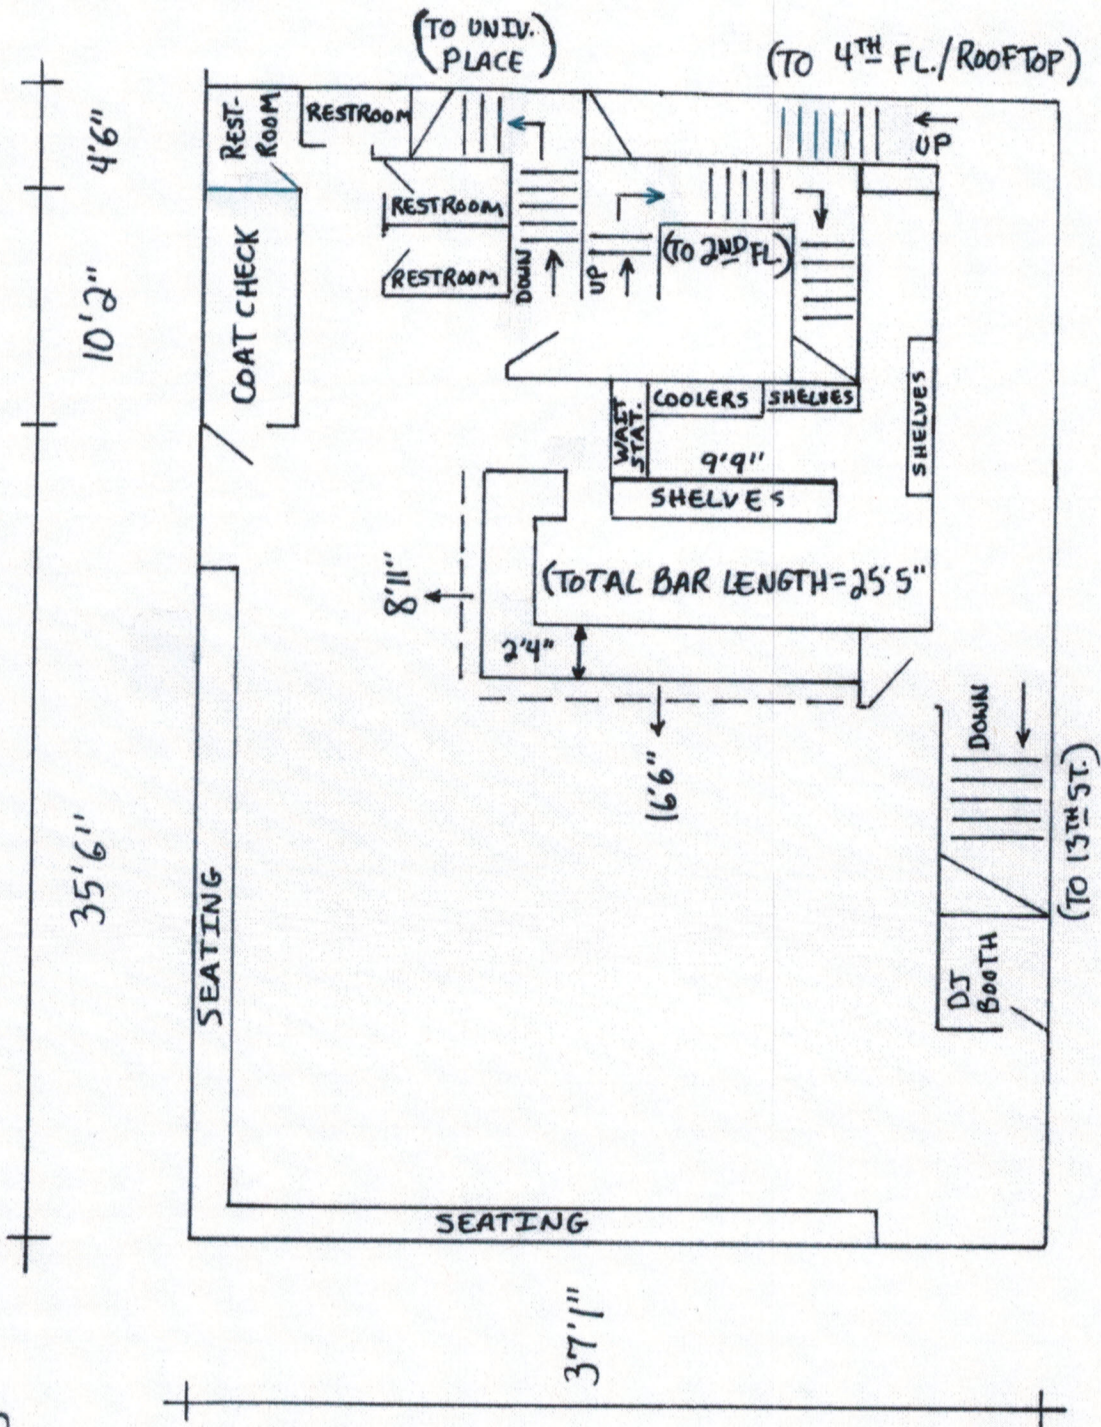 (TO UNIV.
PLACE)
(TO 4TH FL./ROOFTOP)
4'6"
REST-
ROOM
RESTROOM
UP
RESTROOM
(TO 2ND FL.)
RESTROOM
DOWN
UP
10'2"
COAT CHECK
COOLERS
SHELVES
WAIT
STAT.
SHELVES
9'9"
SHELVES
8'11"
(TOTAL BAR LENGTH=25'5"
2'4"
16'6"
DOWN
(TO 13TH ST.)
35'6"
SEATING
DJ
BOOTH
SEATING
37'1"